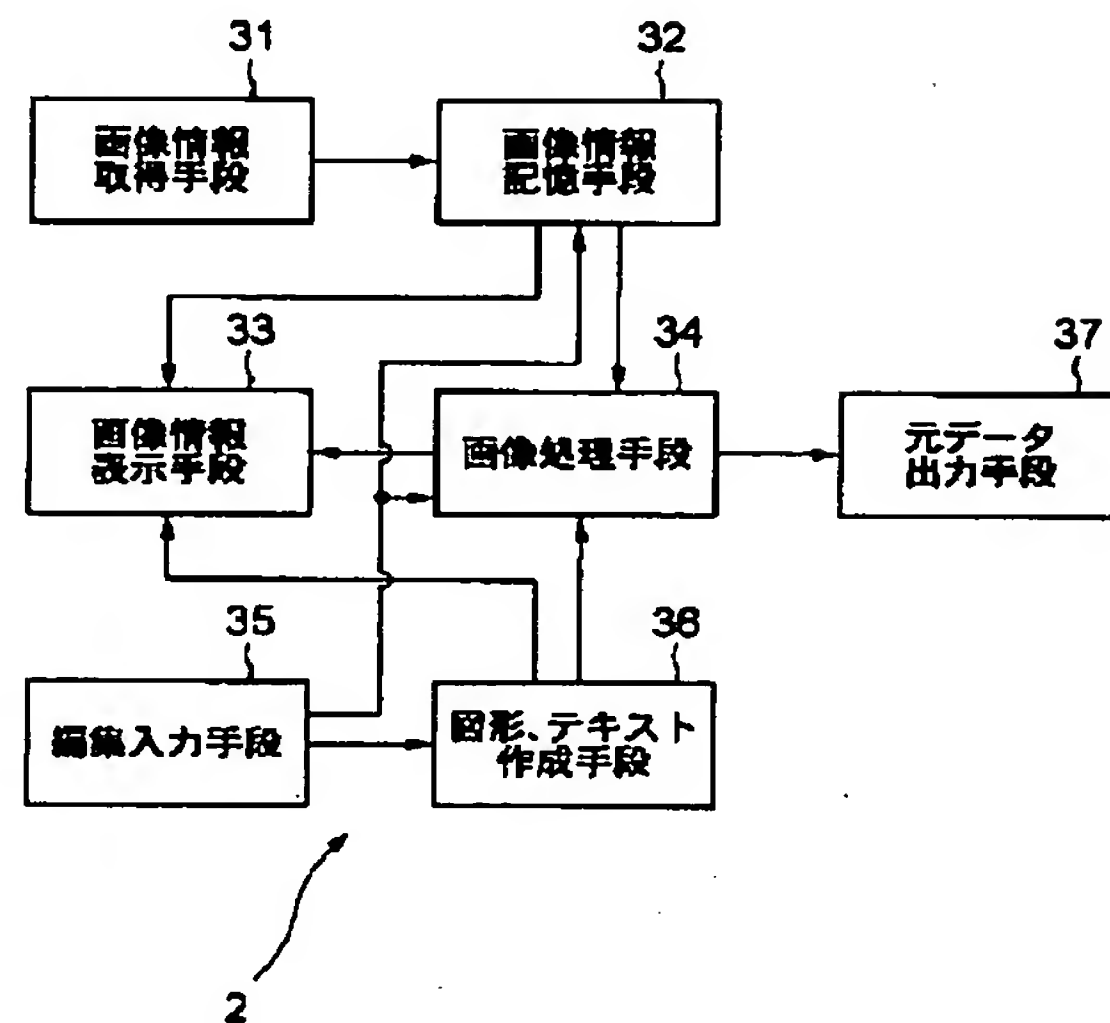 31
32
画像情報
取得手段
画像情報
記憶手段
33
34
37
画像情報
表示手段
画像処理手段
元データ
出力手段
35
36
編集入力手段
図形、テキスト
作成手段
2